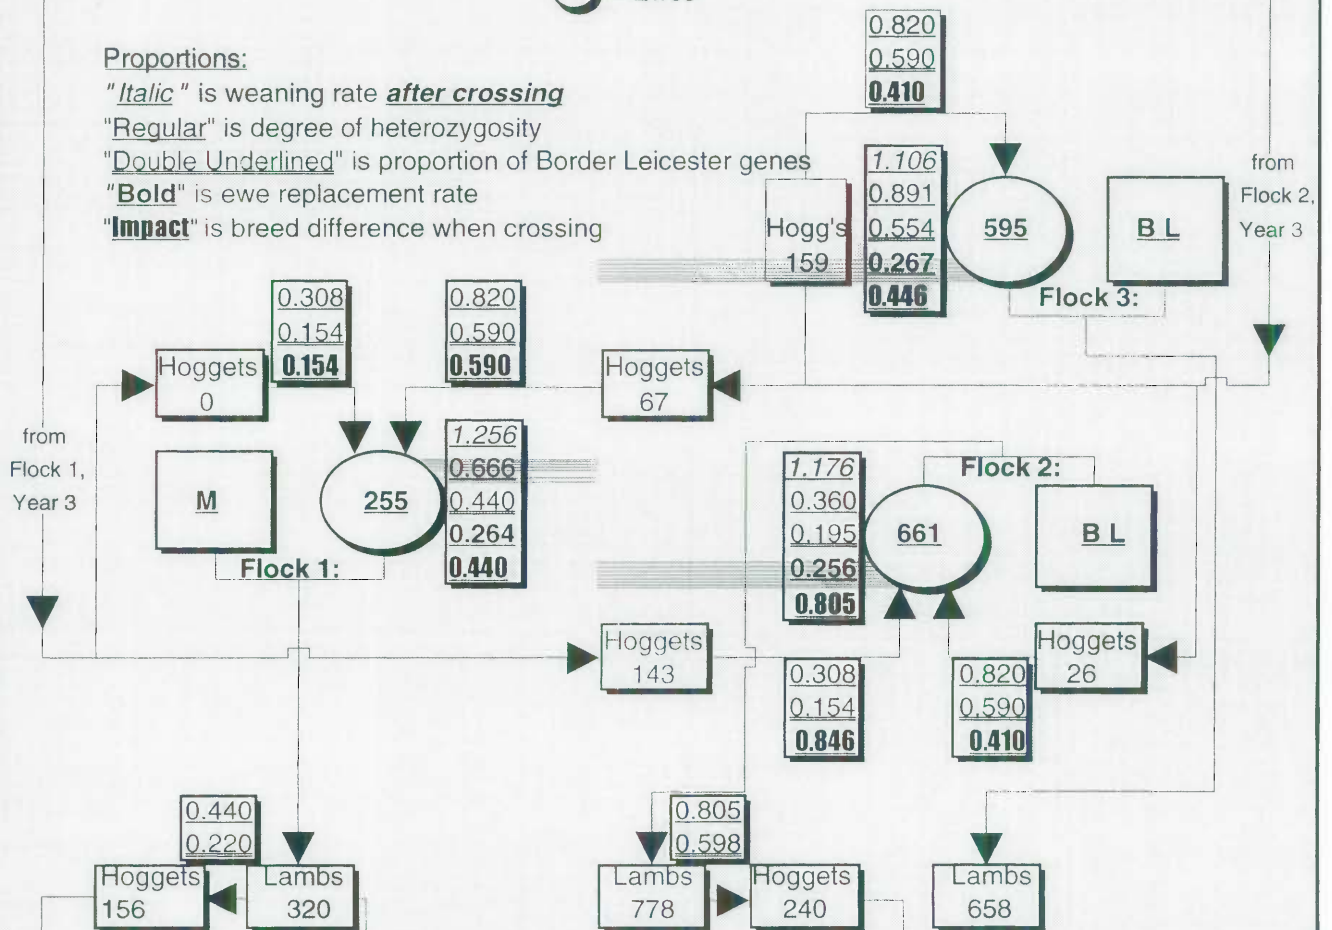 0.820
0.590
0.410
Proportions:
"Italic " is weaning rate after crossing
"Regular" is degree of heterozygosity
"Double Underlined" is proportion of Border Leicester genes
"Bold" is ewe replacement rate
"Impact" is breed difference when crossing
Hogg's
159
1.106
0.891
0.554
0.267
0.446
595
B L
Flock 3:
from
Flock 2,
Year 3
0.308
0.154
0.154
0.820
0.590
0.590
Hoggets
0
Hoggets
67
from
Flock 1,
Year 3
M
255
Flock 1:
1.256
0.666
0.440
0.264
0.440
1.176
0.360
0.195
0.256
0.805
Flock 2:
661
B L
Hoggets
143
0.308
0.154
0.846
0.820
0.590
0.410
Hoggets
26
0.440
0.220
Hoggets
156
Lambs
320
0.805
0.598
Lambs
778
Hoggets
240
Lambs
658